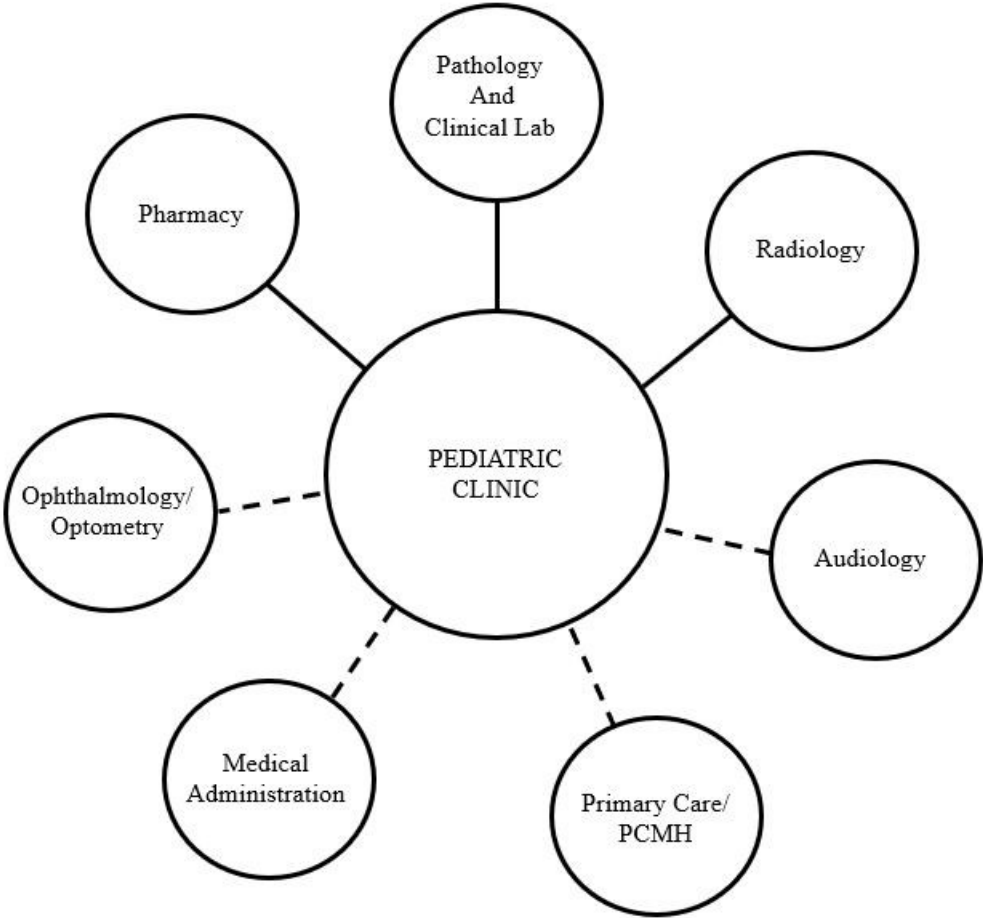 Pathology
And
Clinical Lab
Pharmacy
Radiology
PEDIATRIC
CLINIC
Ophthalmology/
Optometry
Audiology
Medical
Administration
Primary Care/
PCMH